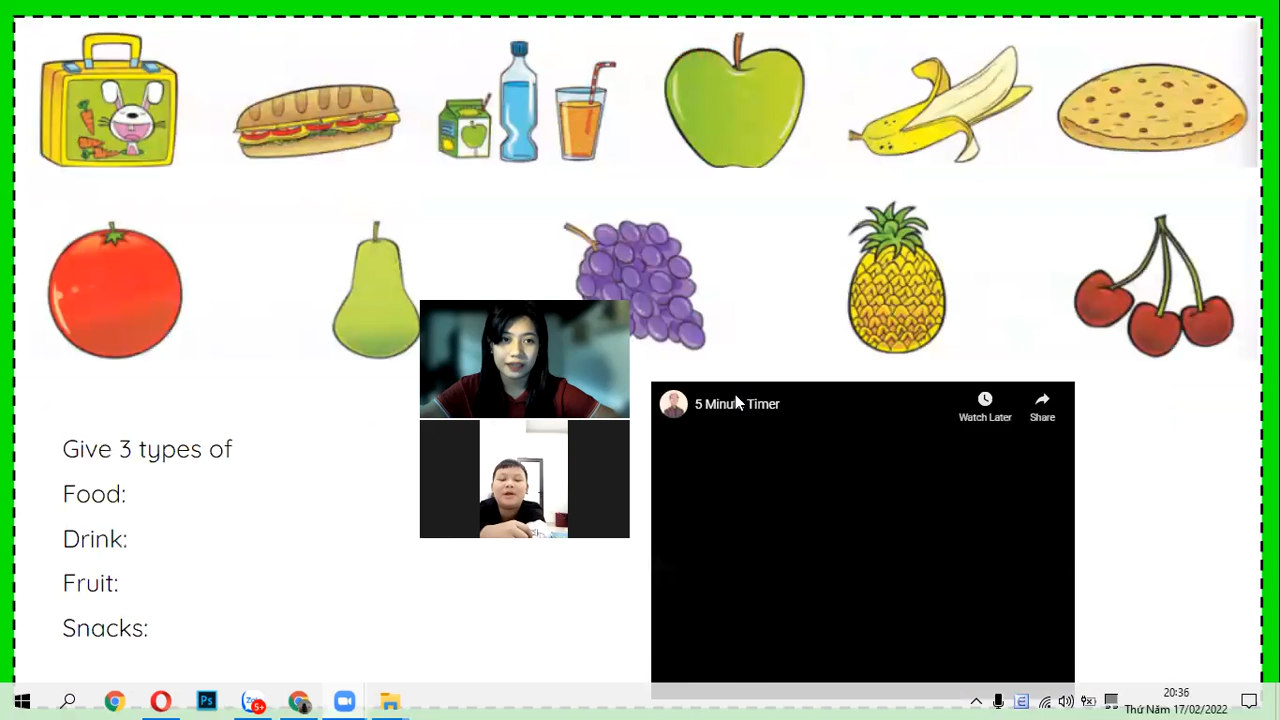 5 Minute Timer
Watch Later
Share
Give 3 types of
Food:
Drink:
Fruit:
Snacks:
5+
20:36
Thứ Năm 17/02/2022